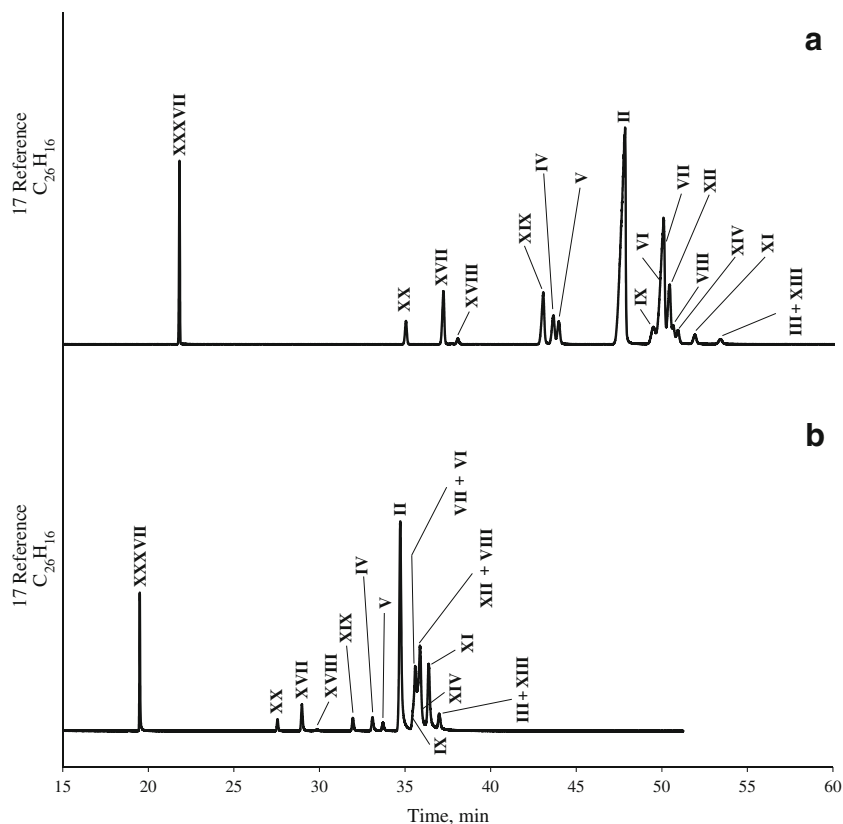 a
17 Reference
C26H16
XXXVII
XX
XVII
XVIII
XIX
IV
V
II
IX
VI
VII
XII
VIII
XIV
XI
III + XIII
b
17 Reference
C26H16
XXXVII
XX
XVII
XVIII
XIX
IV
V
II
VII + VI
IX
XII + VIII
XIV
XI
III + XIII
15 20 25 30 35 40 45 50 55 60
Time, min